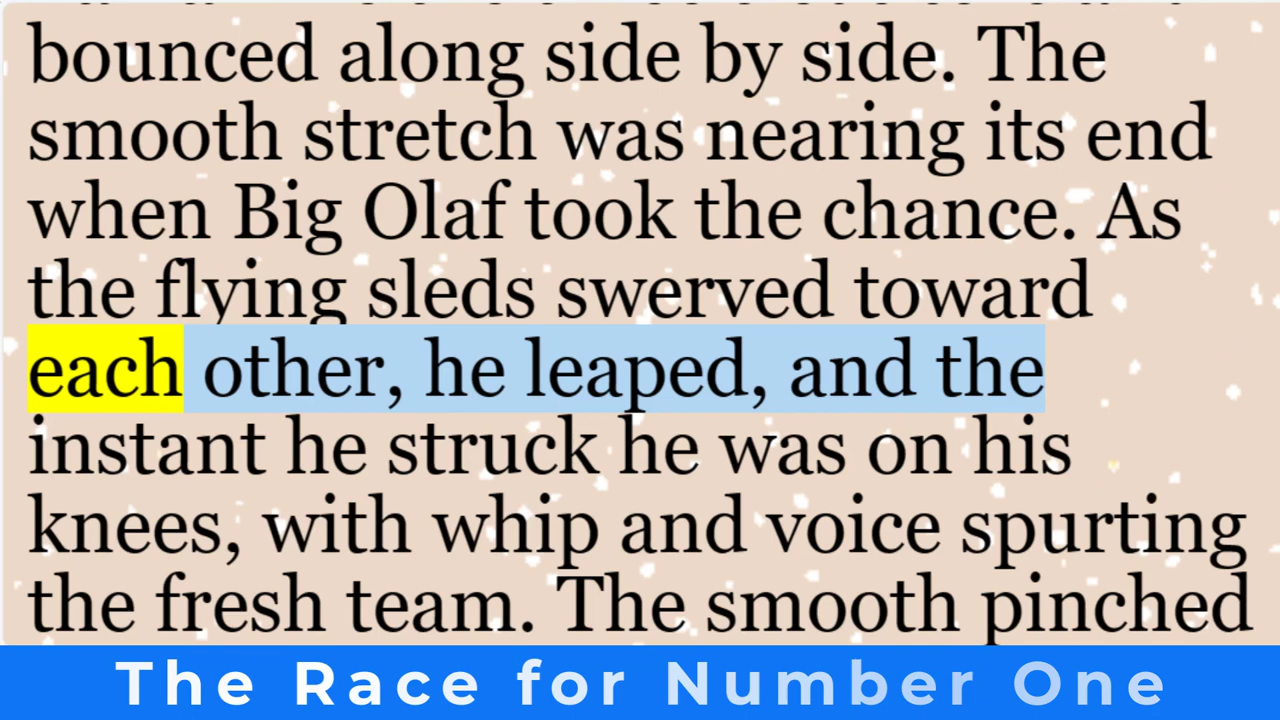 bounced along side by side. The
smooth stretch was nearing its end
when Big Olaf took the chance. As
the flying sleds swerved toward
each other, he leaped, and the
instant he struck he was on his
knees, with whip and voice spurting
the fresh team. The smooth pinched
The Race for Number One